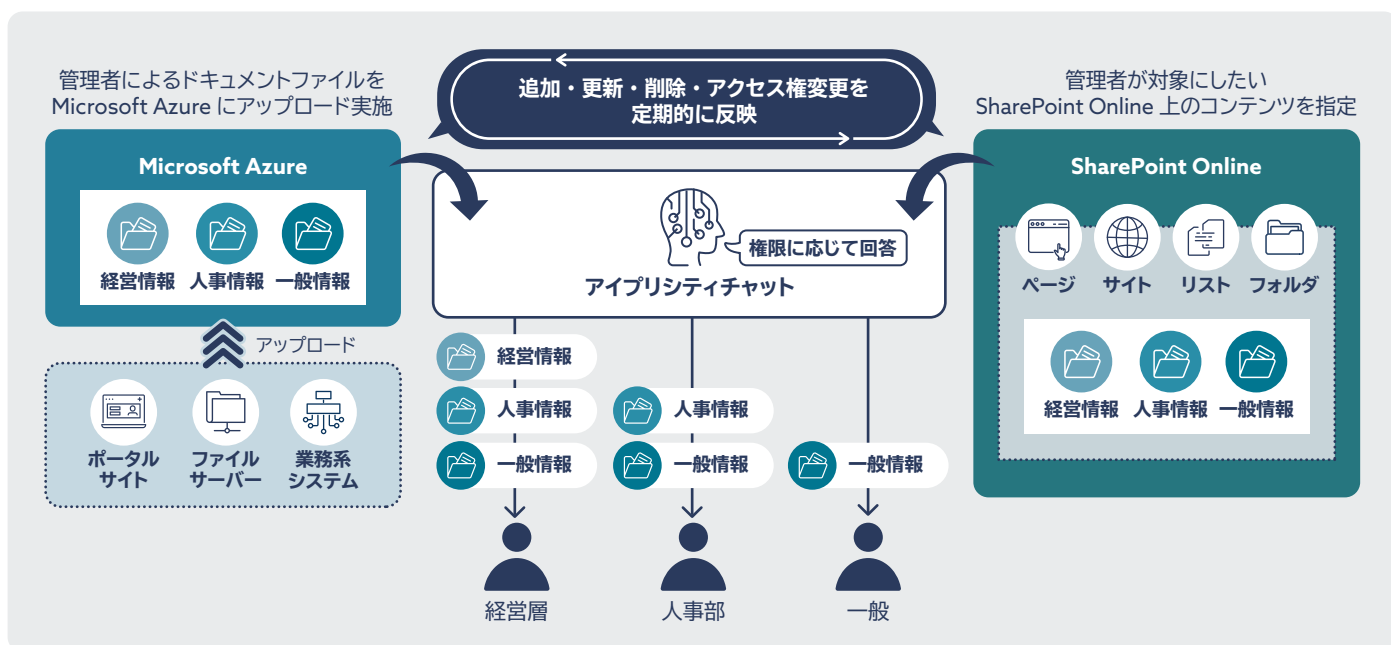 管理者によるドキュメントファイルを
Microsoft Azure にアップロード実施
追加・更新・削除・アクセス権変更を
定期的に反映
管理者が対象にしたい
SharePoint Online 上のコンテンツを指定
Microsoft Azure
経営情報
人事情報
一般情報
アップロード
ポータル
サイト
ファイル
サーバー
業務系
システム
権限に応じて回答
アイプリシティチャット
経営情報
人事情報
一般情報
経営層
人事情報
一般情報
人事部
一般情報
一般
SharePoint Online
ページ
サイト
リスト
フォルダ
経営情報
人事情報
一般情報